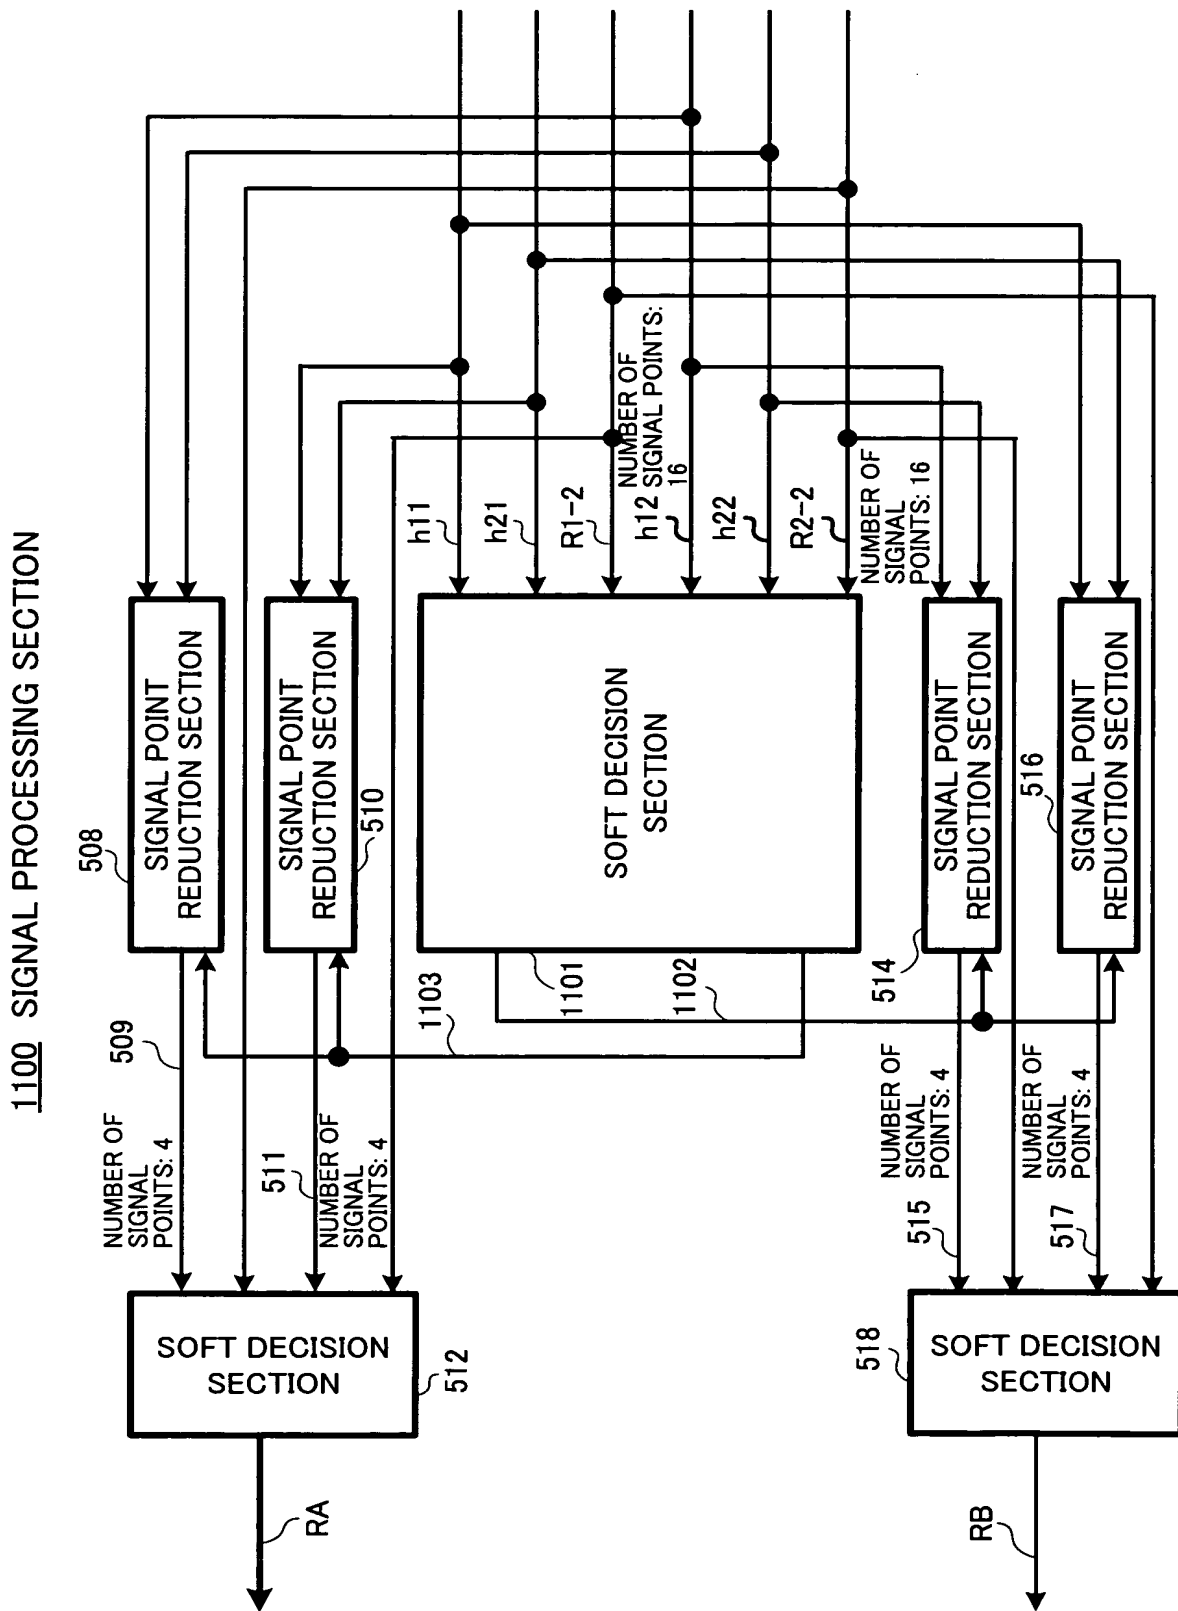 1100 SIGNAL PROCESSING SECTION
508
SIGNAL POINT
REDUCTION SECTION
509
NUMBER OF
SIGNAL
POINTS: 4
SIGNAL POINT
REDUCTION SECTION
510
511
NUMBER OF
SIGNAL
POINTS: 4
SOFT DECISION
SECTION
512
RA
h11
h21
R1-2
NUMBER OF
SIGNAL POINTS:
16
h12
h22
R2-2
NUMBER OF
SIGNAL
POINTS: 16
SOFT DECISION
SECTION
1101
1102
1103
SIGNAL POINT
REDUCTION SECTION
514
NUMBER OF
SIGNAL
POINTS: 4
515
SIGNAL POINT
REDUCTION SECTION
516
NUMBER OF
SIGNAL
POINTS: 4
517
SOFT DECISION
SECTION
518
RB